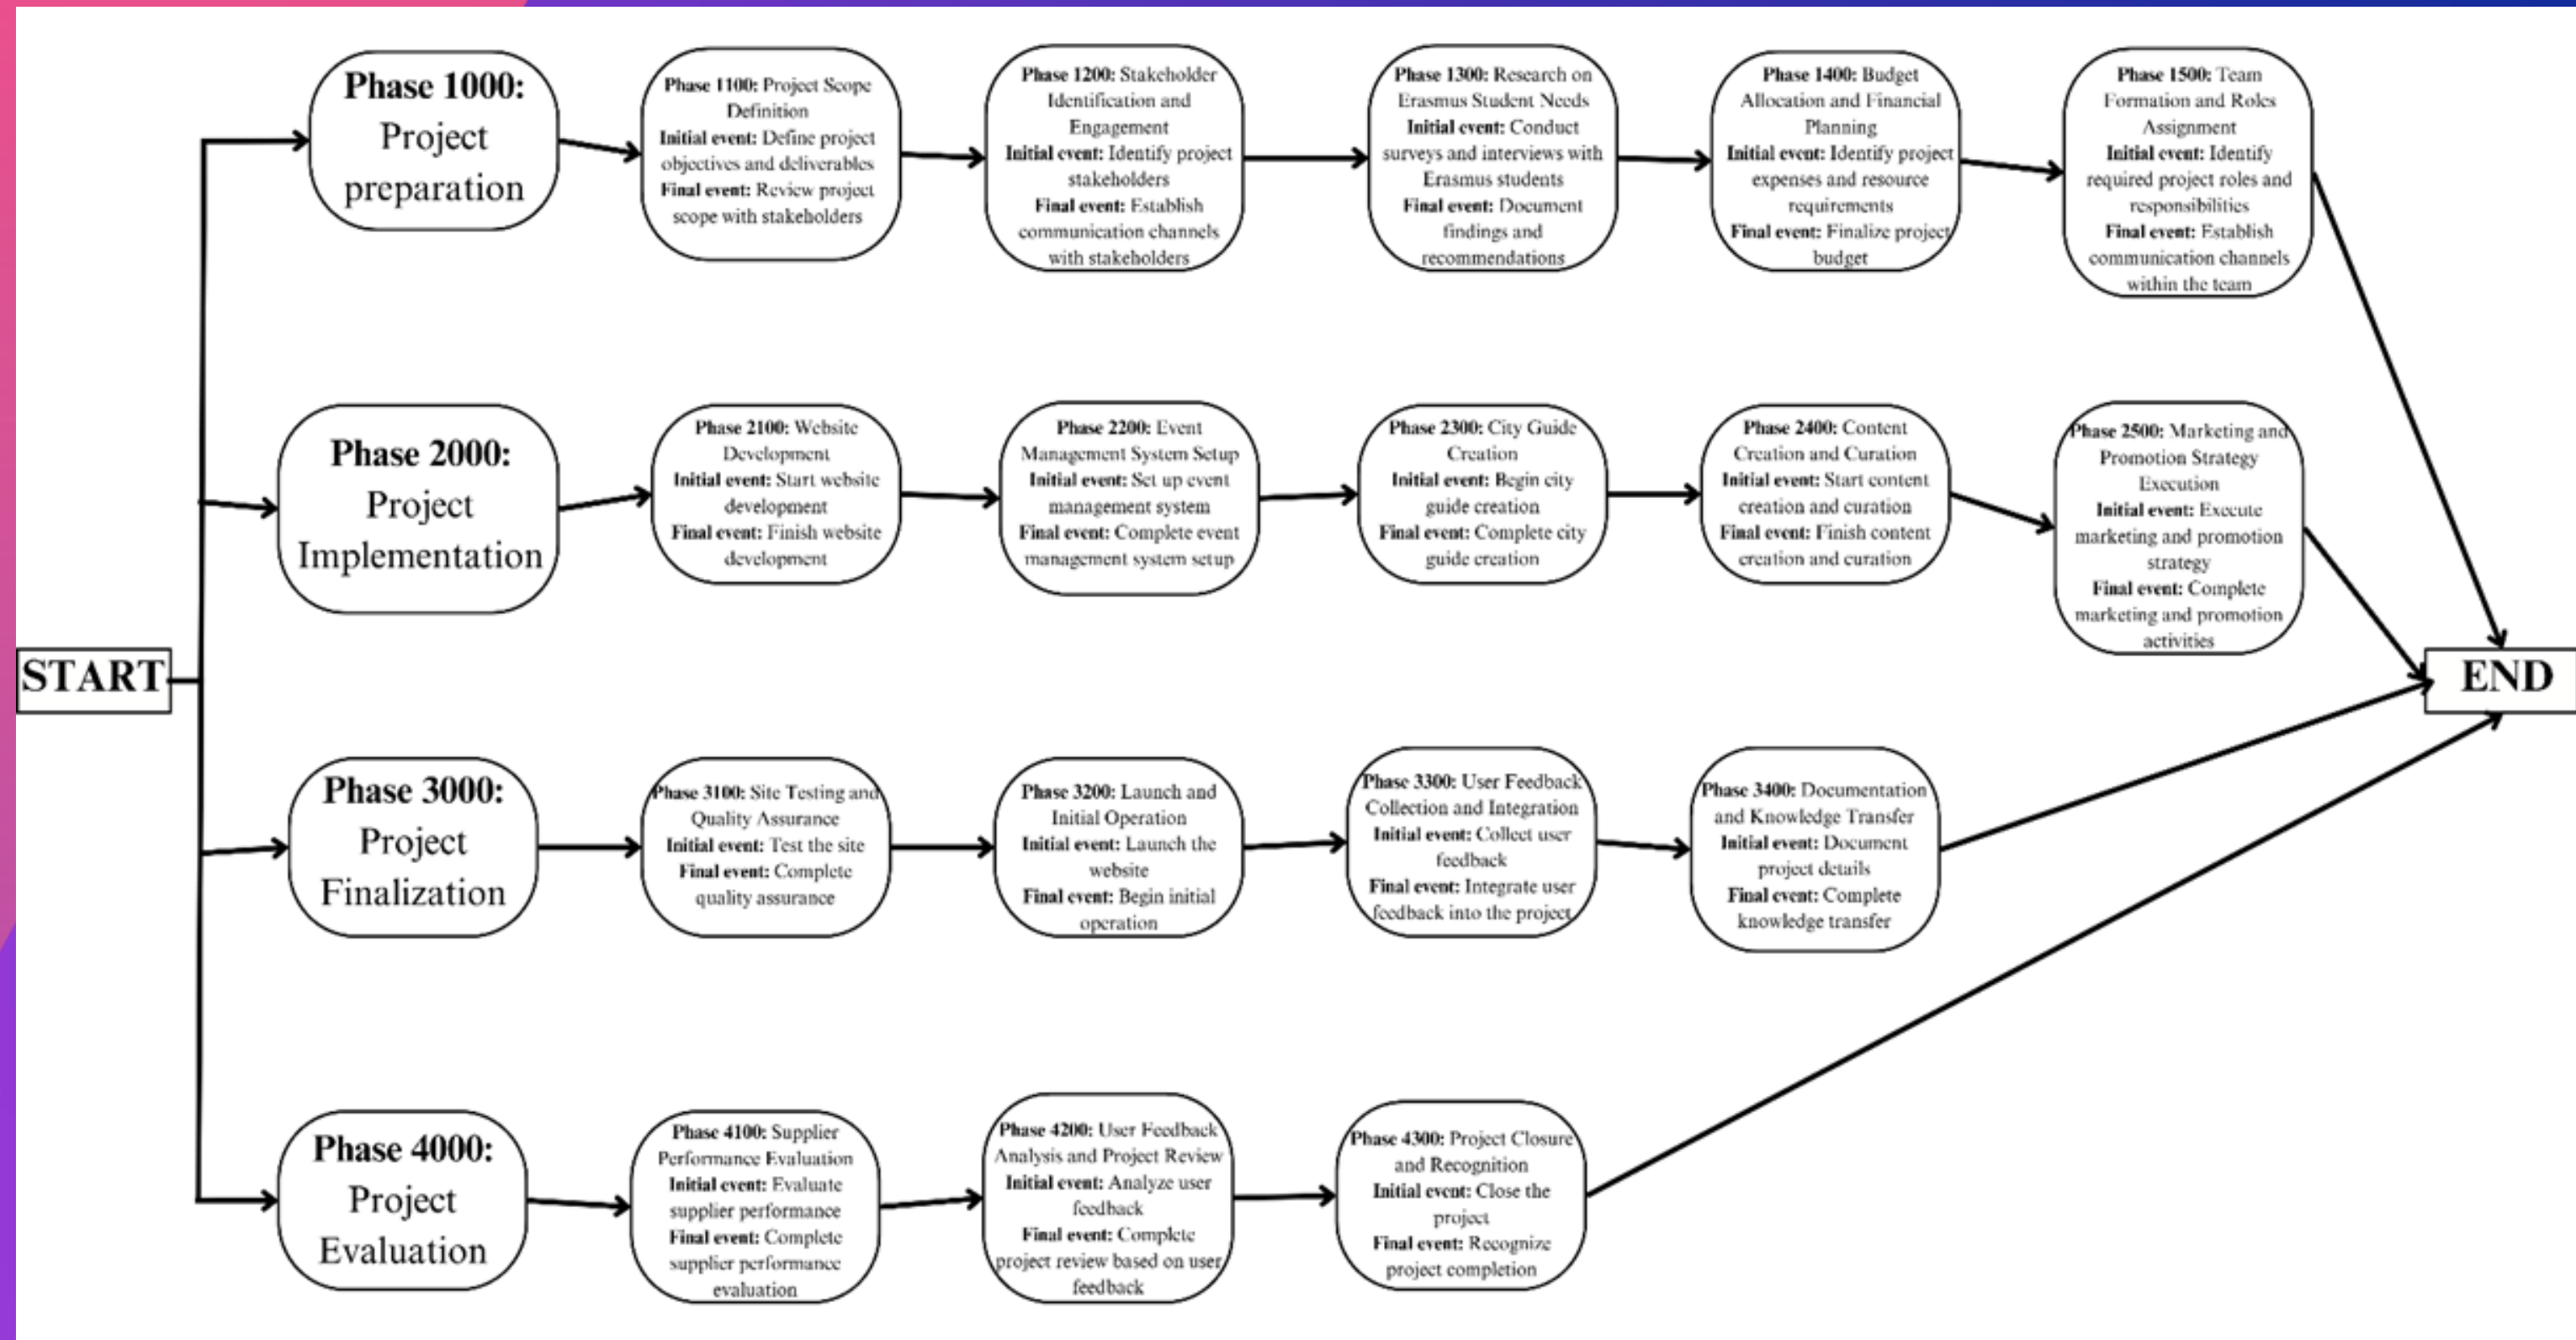 Phase 1000:
Project
preparation
Phase 1100: Project Scope
Definition
Initial event: Define project
objectives and deliverables
Final event: Review project
scope with stakeholders
Phase 1200: Stakeholder
Identification and
Engagement
Initial event: Identify project
stakeholders
Final event: Establish
communication channels
with stakeholders
Phase 1300: Research on
Erasmus Student Needs
Initial event: Conduct
surveys and interviews with
Erasmus students
Final event: Document
findings and
recommendations
Phase 1400: Budget
Allocation and Financial
Planning
Initial event: Identify project
expenses and resource
requirements
Final event: Finalize project
budget
Phase 1500: Team
Formation and Roles
Assignment
Initial event: Identify
required project roles and
responsibilities
Final event: Establish
communication channels
within the team
Phase 2000:
Project
Implementation
Phase 2100: Website
Development
Initial event: Start website
development
Final event: Finish website
development
Phase 2200: Event
Management System Setup
Initial event: Set up event
management system
Final event: Complete event
management system setup
Phase 2300: City Guide
Creation
Initial event: Begin city
guide creation
Final event: Complete city
guide creation
Phase 2400: Content
Creation and Curation
Initial event: Start content
creation and curation
Final event: Finish content
creation and curation
Phase 2500: Marketing and
Promotion Strategy
Execution
Initial event: Execute
marketing and promotion
strategy
Final event: Complete
marketing and promotion
activities
START
END
Phase 3000:
Project
Finalization
Phase 3100: Site Testing and
Quality Assurance
Initial event: Test the site
Final event: Complete
quality assurance
Phase 3200: Launch and
Initial Operation
Initial event: Launch the
website
Final event: Begin initial
operation
Phase 3300: User Feedback
Collection and Integration
Initial event: Collect user
feedback
Final event: Integrate user
feedback into the project
Phase 3400: Documentation
and Knowledge Transfer
Initial event: Document
project details
Final event: Complete
knowledge transfer
Phase 4000:
Project
Evaluation
Phase 4100: Supplier
Performance Evaluation
Initial event: Evaluate
supplier performance
Final event: Complete
supplier performance
evaluation
Phase 4200: User Feedback
Analysis and Project Review
Initial event: Analyze user
feedback
Final event: Complete
project review based on user
feedback
Phase 4300: Project Closure
and Recognition
Initial event: Close the
project
Final event: Recognize
project completion